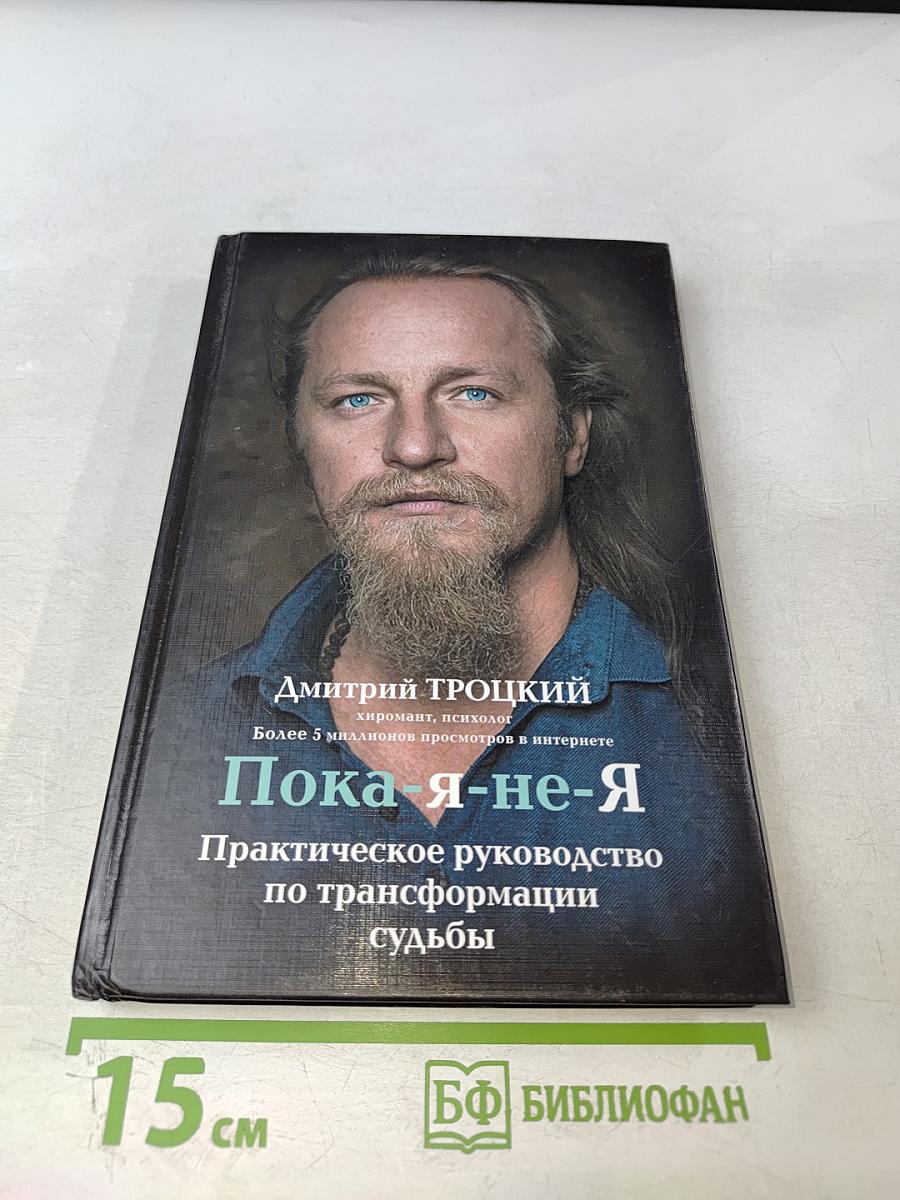 Дмитрий ТРОЦКИЙ
хиромант, психолог
Более 5 миллионов просмотров в интернете
Пока-я-не-Я
Практическое руководство
по трансформации
судьбы
15 см
БФ БИБЛИОФАН